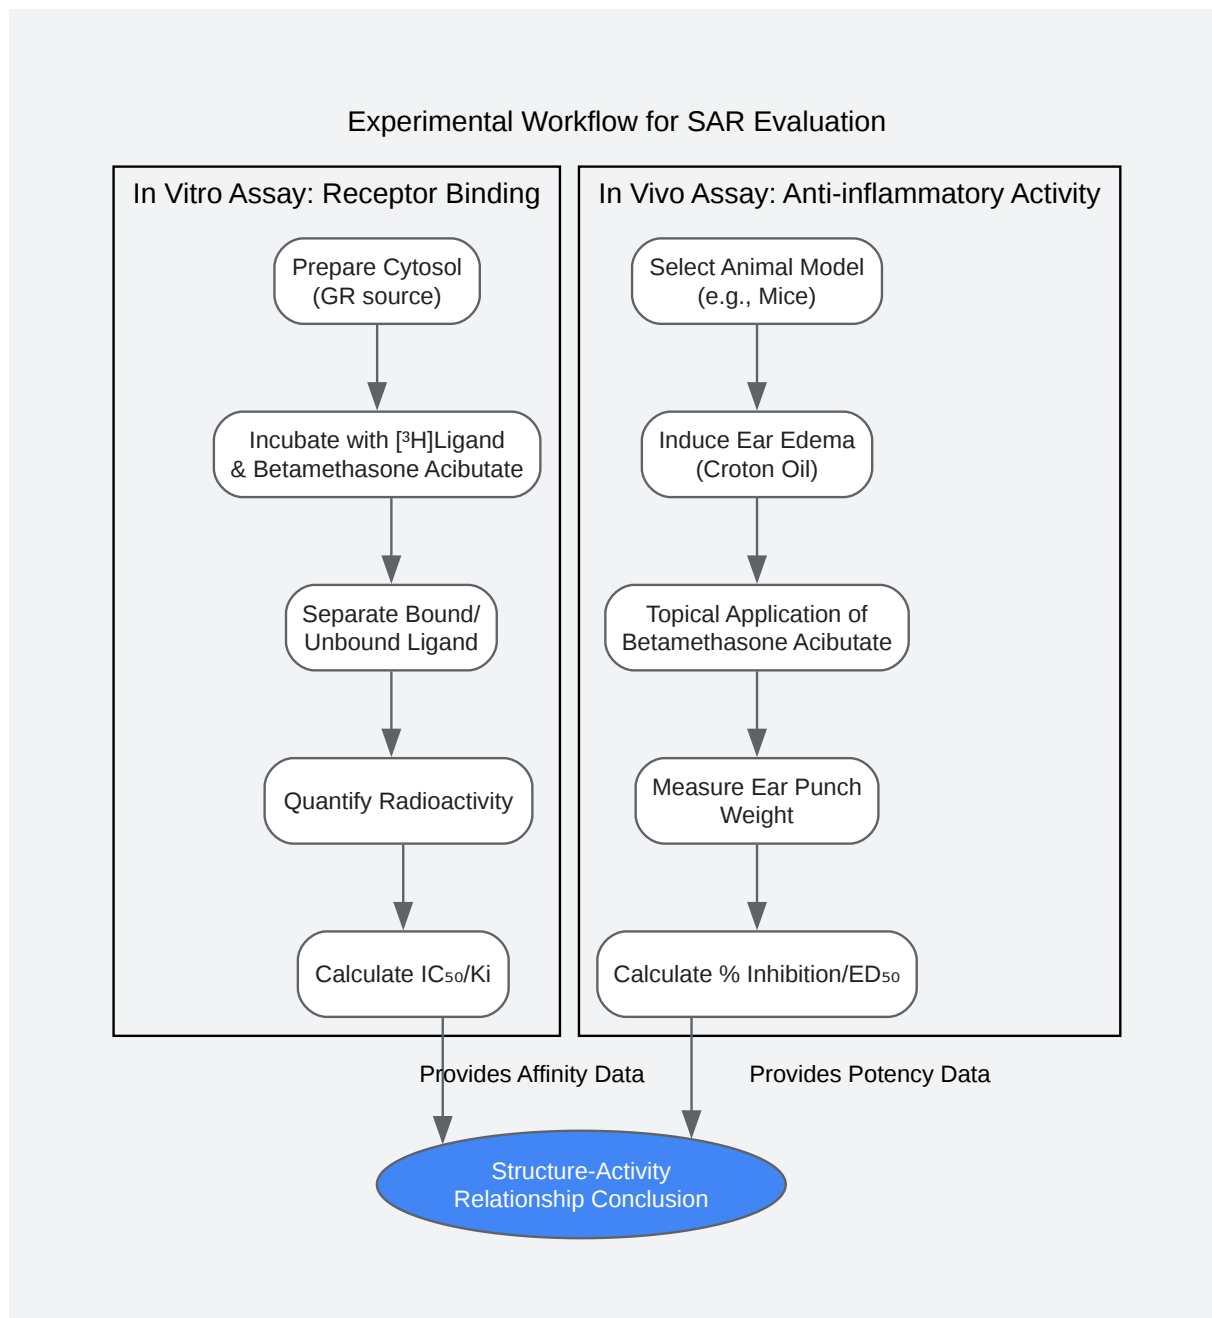 Experimental Workflow for SAR Evaluation
In Vitro Assay: Receptor Binding
Prepare Cytosol
(GR source)
Incubate with [³H]Ligand
& Betamethasone Acibutate
Separate Bound/
Unbound Ligand
Quantify Radioactivity
Calculate IC₅₀/Ki
In Vivo Assay: Anti-inflammatory Activity
Select Animal Model
(e.g., Mice)
Induce Ear Edema
(Croton Oil)
Topical Application of
Betamethasone Acibutate
Measure Ear Punch
Weight
Calculate % Inhibition/ED₅₀
Provides Affinity Data
Provides Potency Data
Structure-Activity
Relationship Conclusion